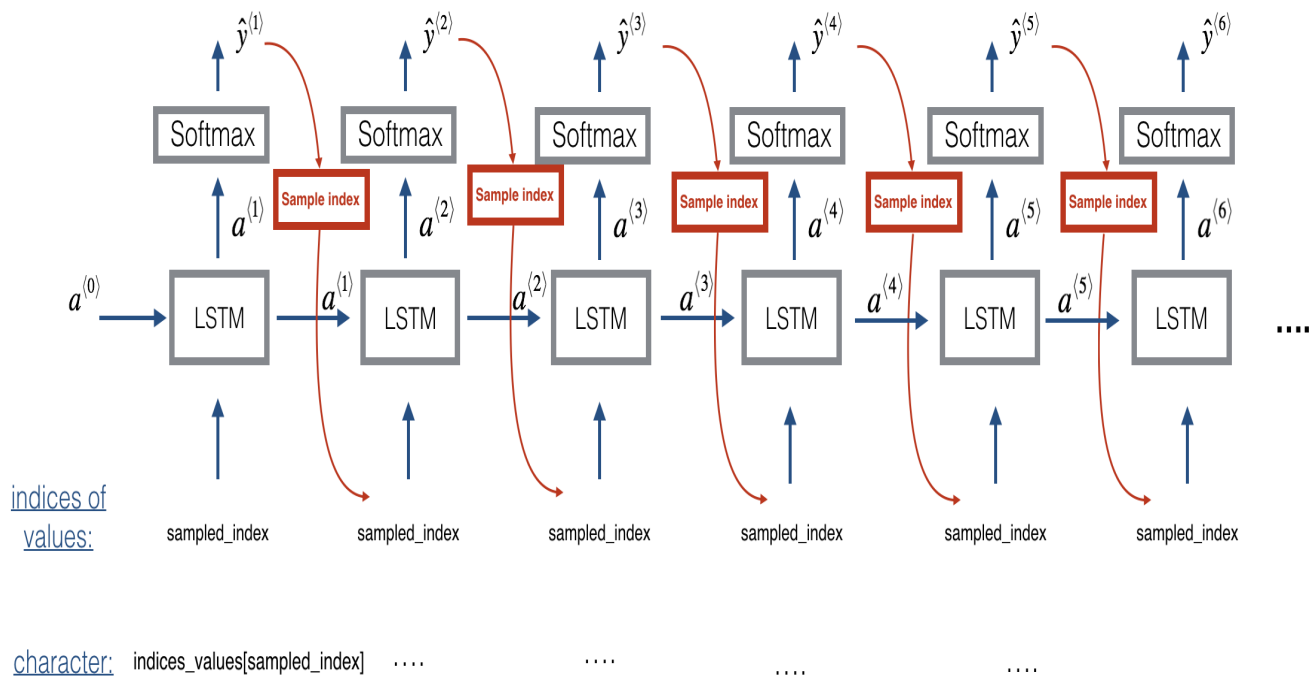 ŷ⟨1⟩ ŷ⟨2⟩ ŷ⟨3⟩ ŷ⟨4⟩ ŷ⟨5⟩ ŷ⟨6⟩
Softmax Softmax Softmax Softmax Softmax Softmax
Sample index Sample index Sample index Sample index Sample index
a⟨1⟩ a⟨2⟩ a⟨3⟩ a⟨4⟩ a⟨5⟩ a⟨6⟩
a⟨0⟩ a⟨1⟩ a⟨2⟩ a⟨3⟩ a⟨4⟩ a⟨5⟩
LSTM LSTM LSTM LSTM LSTM LSTM ....
indices of
values: sampled_index sampled_index sampled_index sampled_index sampled_index sampled_index
character: indices_values[sampled_index] .... .... .... ....